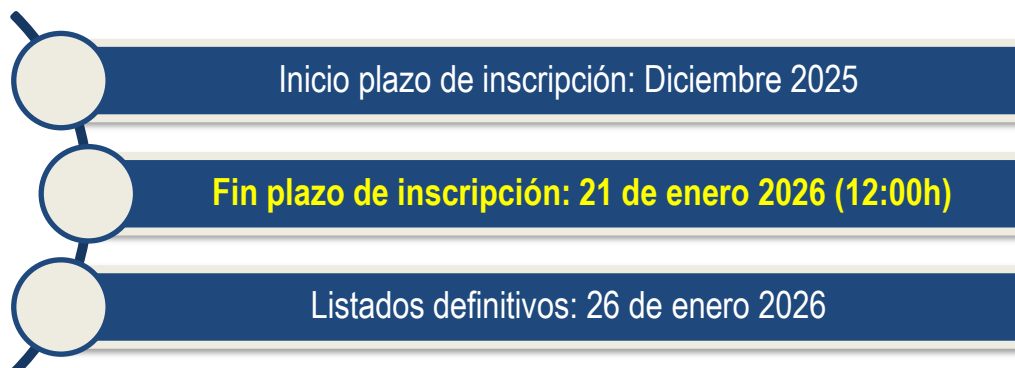 Inicio plazo de inscripción: Diciembre 2025
Fin plazo de inscripción: 21 de enero 2026 (12:00h)
Listados definitivos: 26 de enero 2026